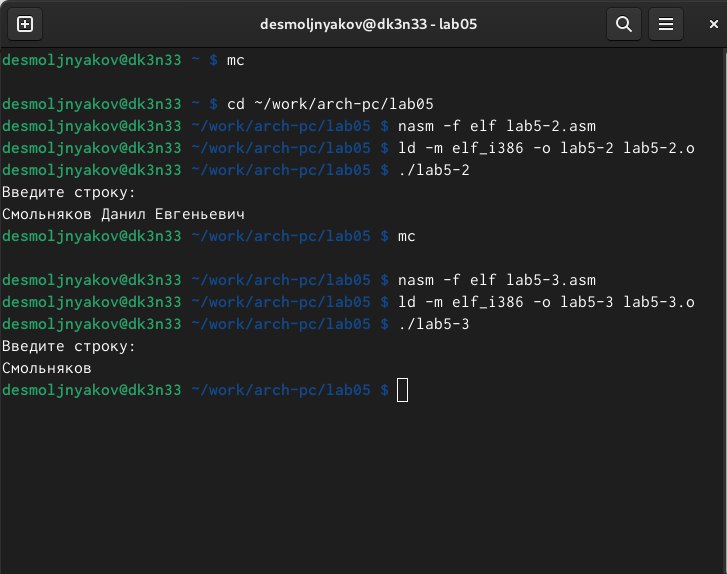 desmoljnyakov@dk3n33 - lab05
desmoljnyakov@dk3n33 ~ $ mc
desmoljnyakov@dk3n33 ~ $ cd ~/work/arch-pc/lab05
desmoljnyakov@dk3n33 ~/work/arch-pc/lab05 $ nasm -f elf lab5-2.asm
desmoljnyakov@dk3n33 ~/work/arch-pc/lab05 $ ld -m elf_i386 -o lab5-2 lab5-2.o
desmoljnyakov@dk3n33 ~/work/arch-pc/lab05 $ ./lab5-2
Введите строку:
Смольняков Данил Евгеньевич
desmoljnyakov@dk3n33 ~/work/arch-pc/lab05 $ mc
desmoljnyakov@dk3n33 ~/work/arch-pc/lab05 $ nasm -f elf lab5-3.asm
desmoljnyakov@dk3n33 ~/work/arch-pc/lab05 $ ld -m elf_i386 -o lab5-3 lab5-3.o
desmoljnyakov@dk3n33 ~/work/arch-pc/lab05 $ ./lab5-3
Введите строку:
Смольняков
desmoljnyakov@dk3n33 ~/work/arch-pc/lab05 $